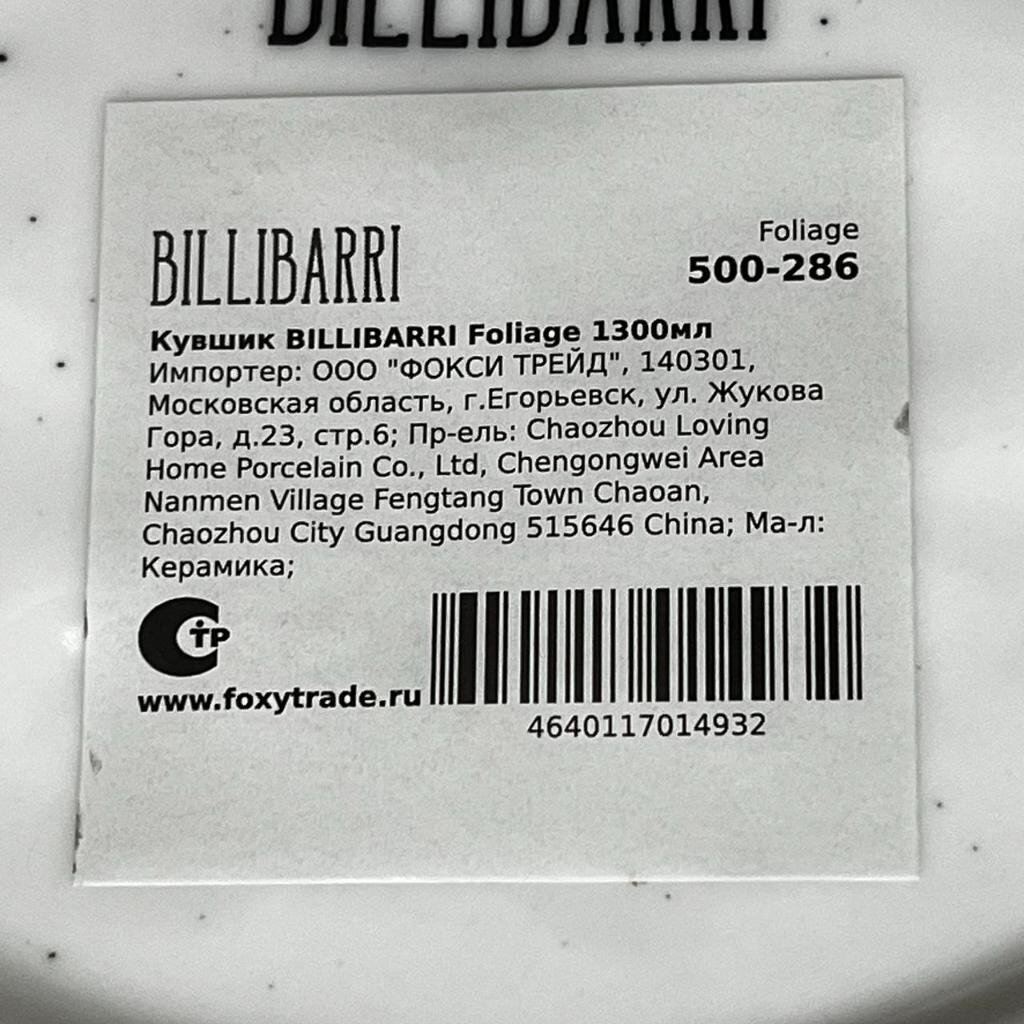 BILLIBARRI
BILLIBARRI
Foliage
500-286
Кувшик BILLIBARRI Foliage 1300мл
Импортер: ООО "ФОКСИ ТРЕЙД", 140301,
Московская область, г.Егорьевск, ул. Жукова
Гора, д.23, стр.6; Пр-ель: Chaozhou Loving
Home Porcelain Co., Ltd, Chengongwei Area
Nanmen Village Fengtang Town Chaoan,
Chaozhou City Guangdong 515646 China; Ма-л:
Керамика;
СТР
www.foxytrade.ru
4640117014932